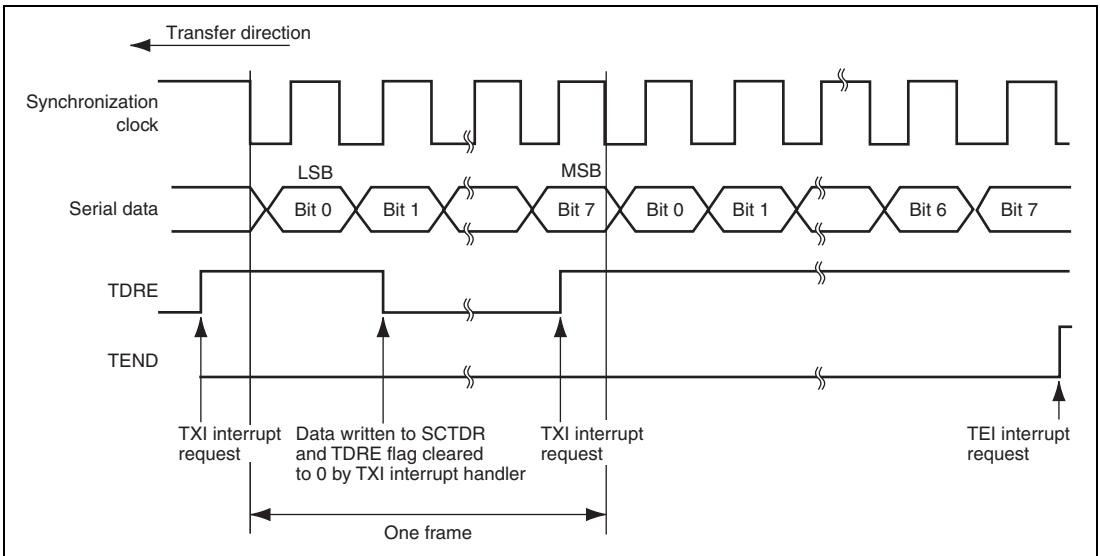 Transfer direction
Synchronization
clock
LSB
MSB
Serial data
Bit 0
Bit 1
Bit 7
Bit 0
Bit 1
Bit 6
Bit 7
TDRE
TEND
TXI interrupt
request
Data written to SCTDR
and TDRE flag cleared
to 0 by TXI interrupt handler
TXI interrupt
request
TEI interrupt
request
One frame